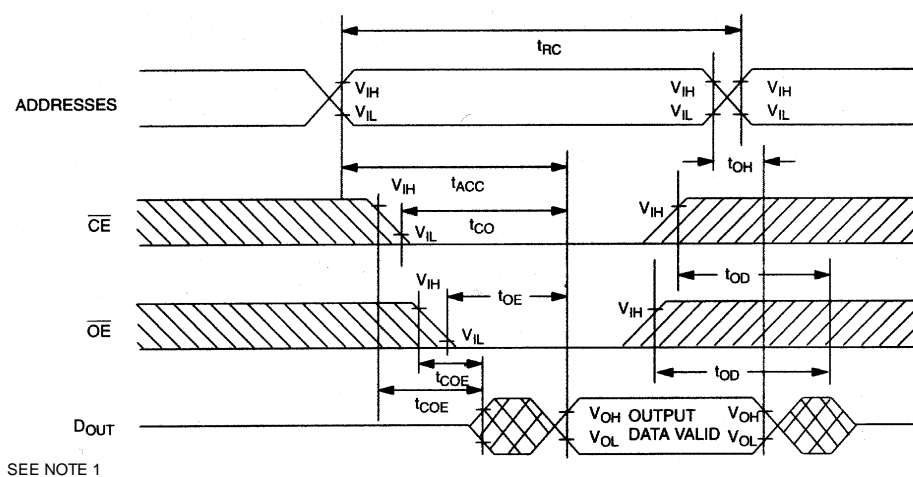 tRC
ADDRESSES
VIH
VIL
VIH
VIL
VIH
VIL
tACC
tOH
CE
VIH
VIL
tCO
VIH
tOD
OE
VIH
VIL
tOE
VIH
tOD
tCOE
tCOE
DOUT
VOH OUTPUT VOH
VOL DATA VALID VOL
SEE NOTE 1